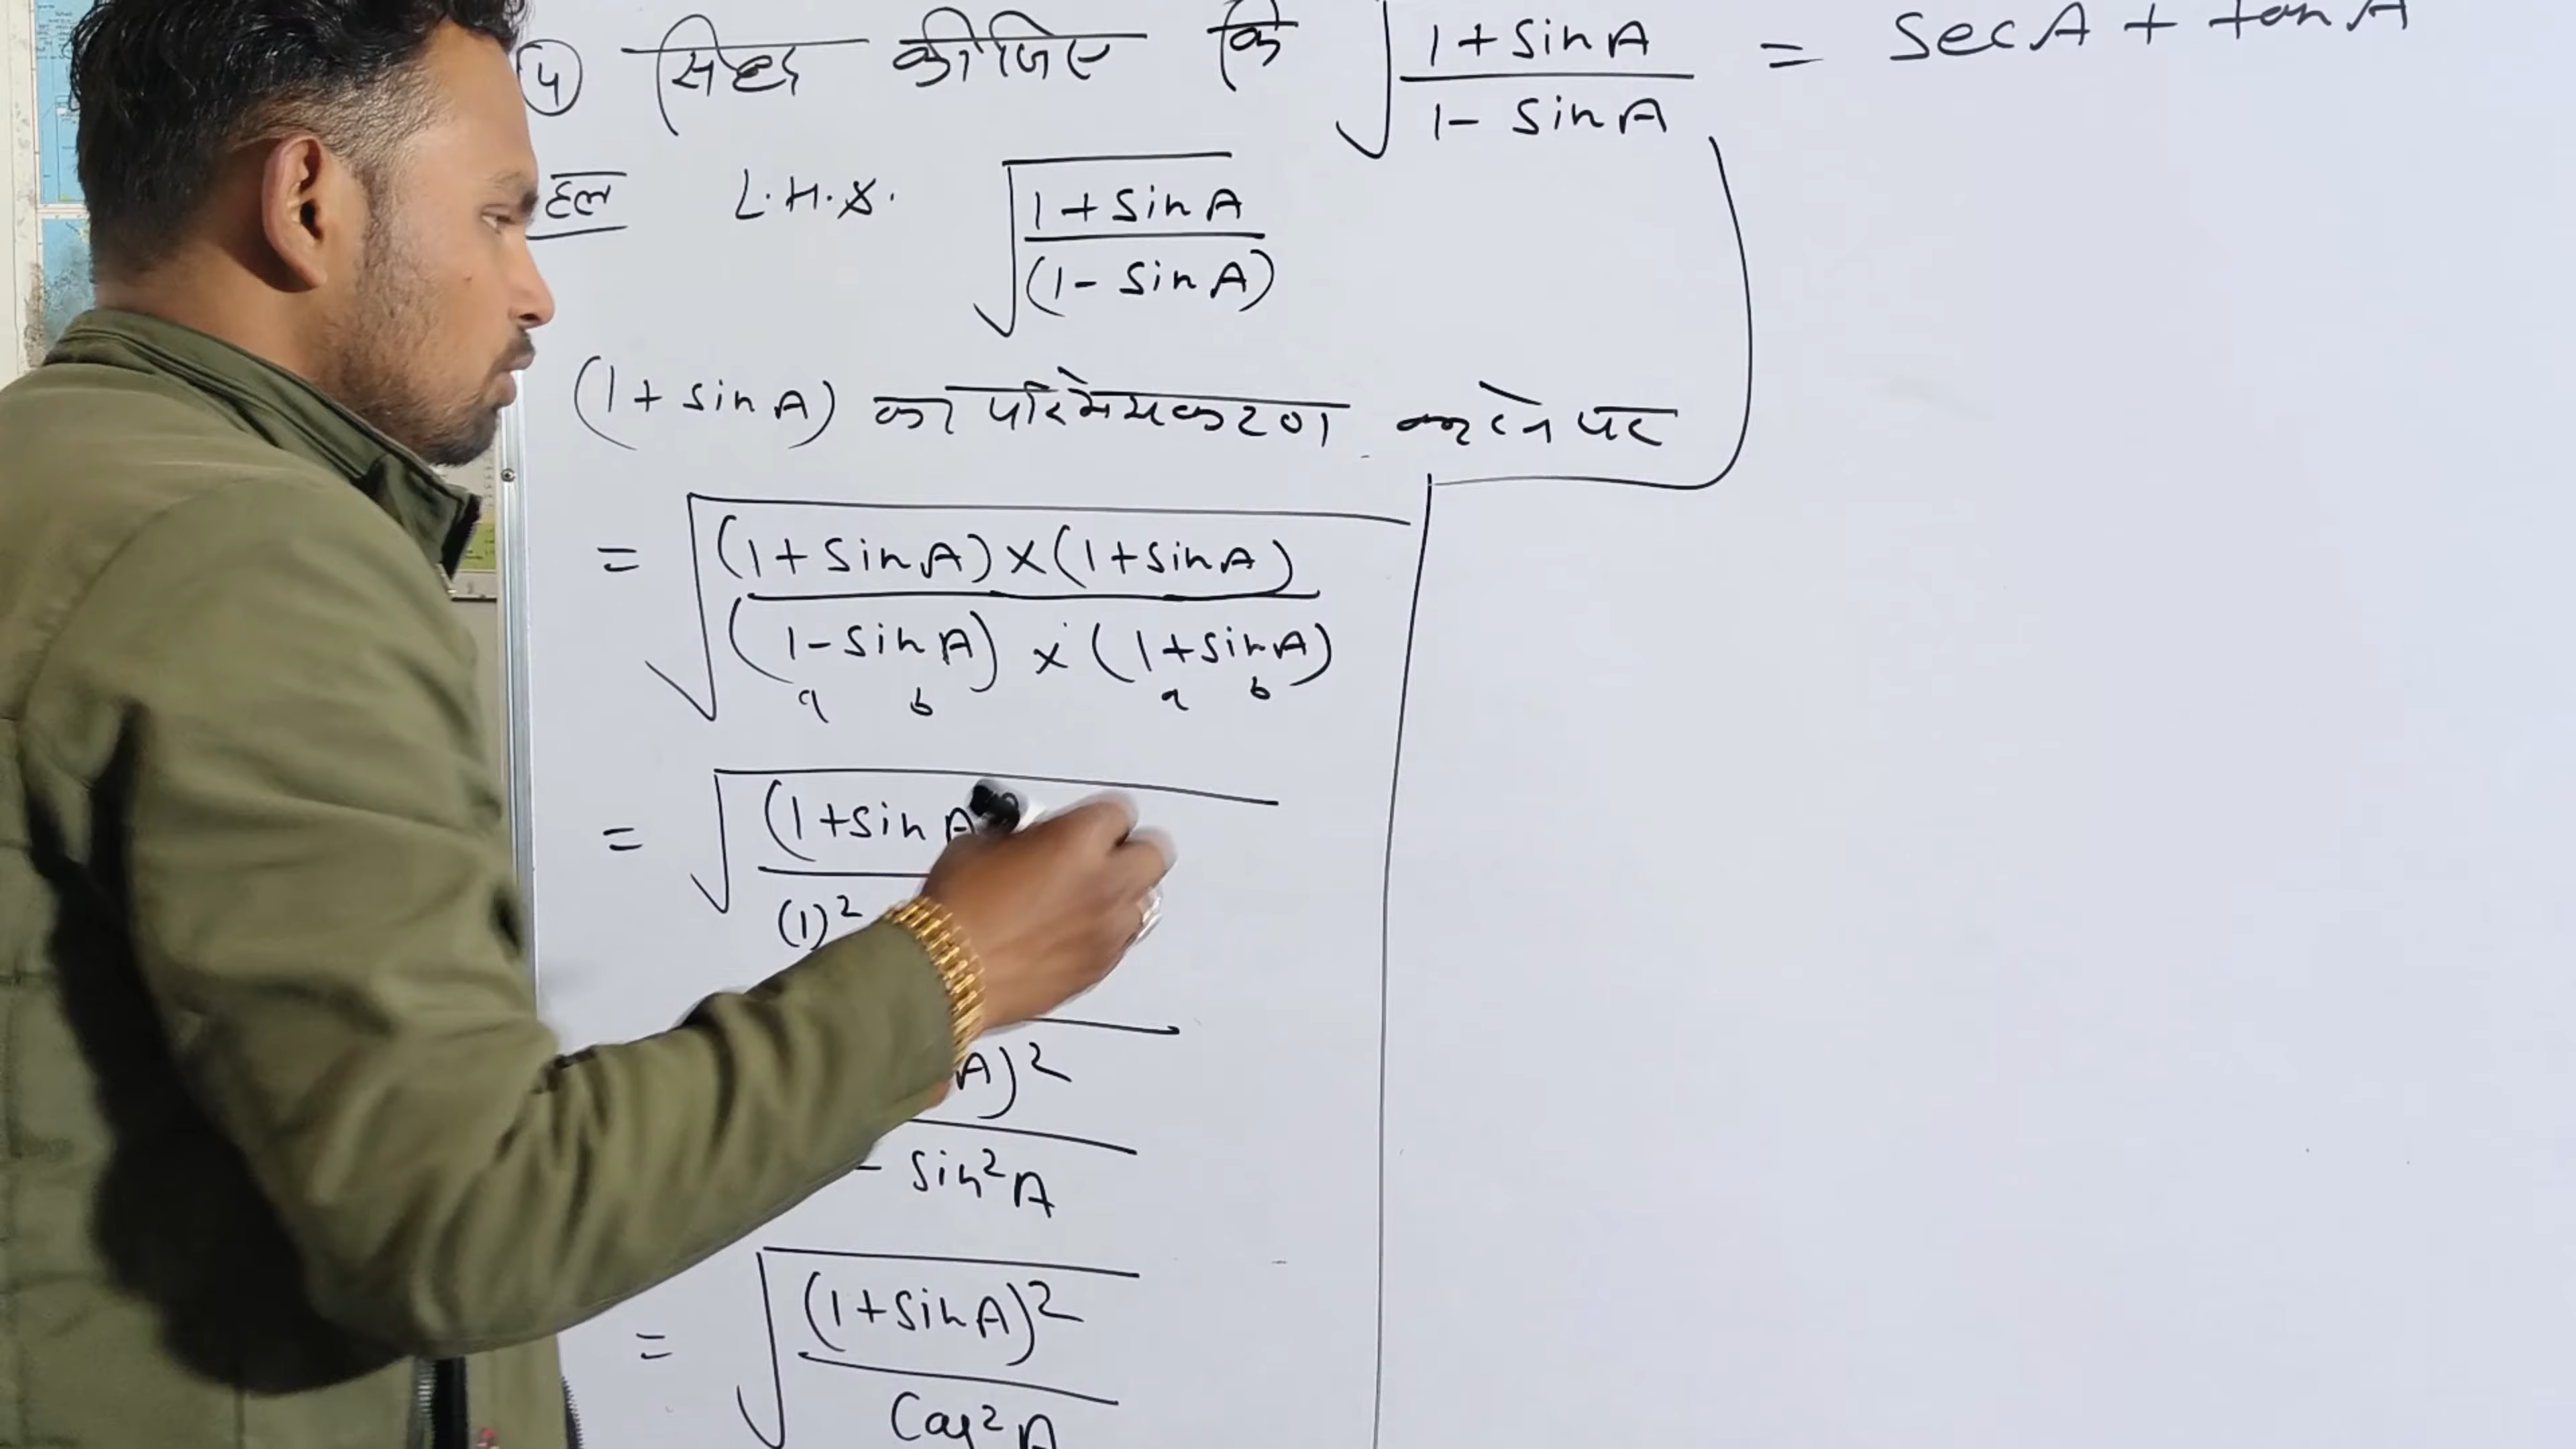 ५ सिद्ध कीजिए कि √(1+sinA / 1-sinA) = secA + tanA
हल L.H.S. √(1+sinA / (1-sinA))
(1+sinA) का परिमेयकरण करने पर
= √((1+sinA)×(1+sinA) / (1-sinA)×(1+sinA))
a b a b
= √((1+sinA / (1)²
A)² / - sin²A
= √((1+sinA)² / Cos²A)